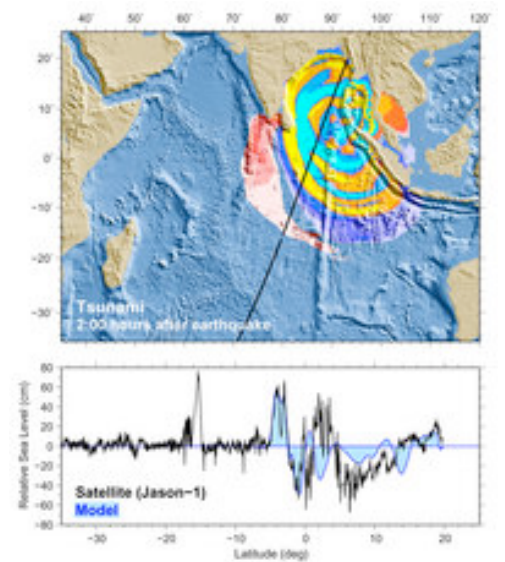 40˚ 50˚ 60˚ 70˚ 80˚ 90˚ 100˚ 110˚ 120˚
20˚
10˚
0˚
−10˚
−20˚
−30˚
Tsunami
2:00 hours after earthquake
80
60
40
20
0
−20
−40
−60
−80
Relative Sea Level (cm)
Satellite (Jason−1)
Model
−30 −20 −10 0 10 20
Latitude (deg)